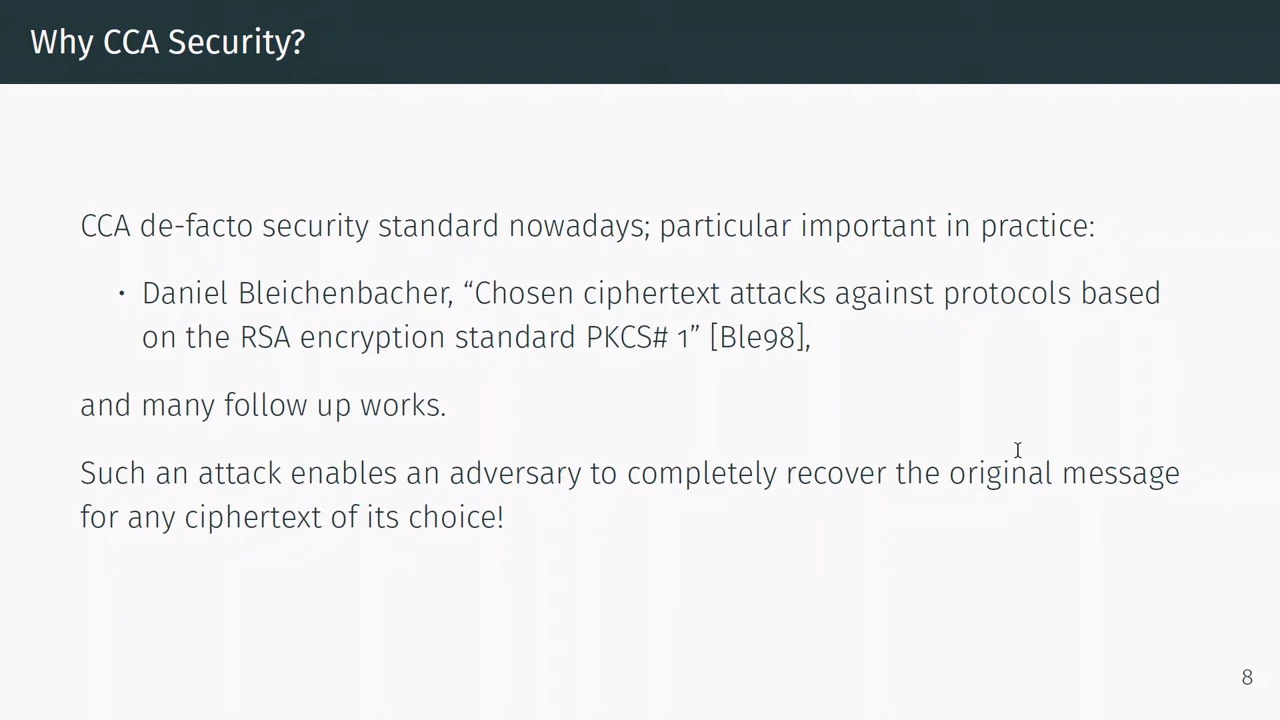 Why CCA Security?
CCA de-facto security standard nowadays; particular important in practice:
• Daniel Bleichenbacher, “Chosen ciphertext attacks against protocols based
on the RSA encryption standard PKCS# 1” [Ble98],
and many follow up works.
Such an attack enables an adversary to completely recover the original message
for any ciphertext of its choice!
8